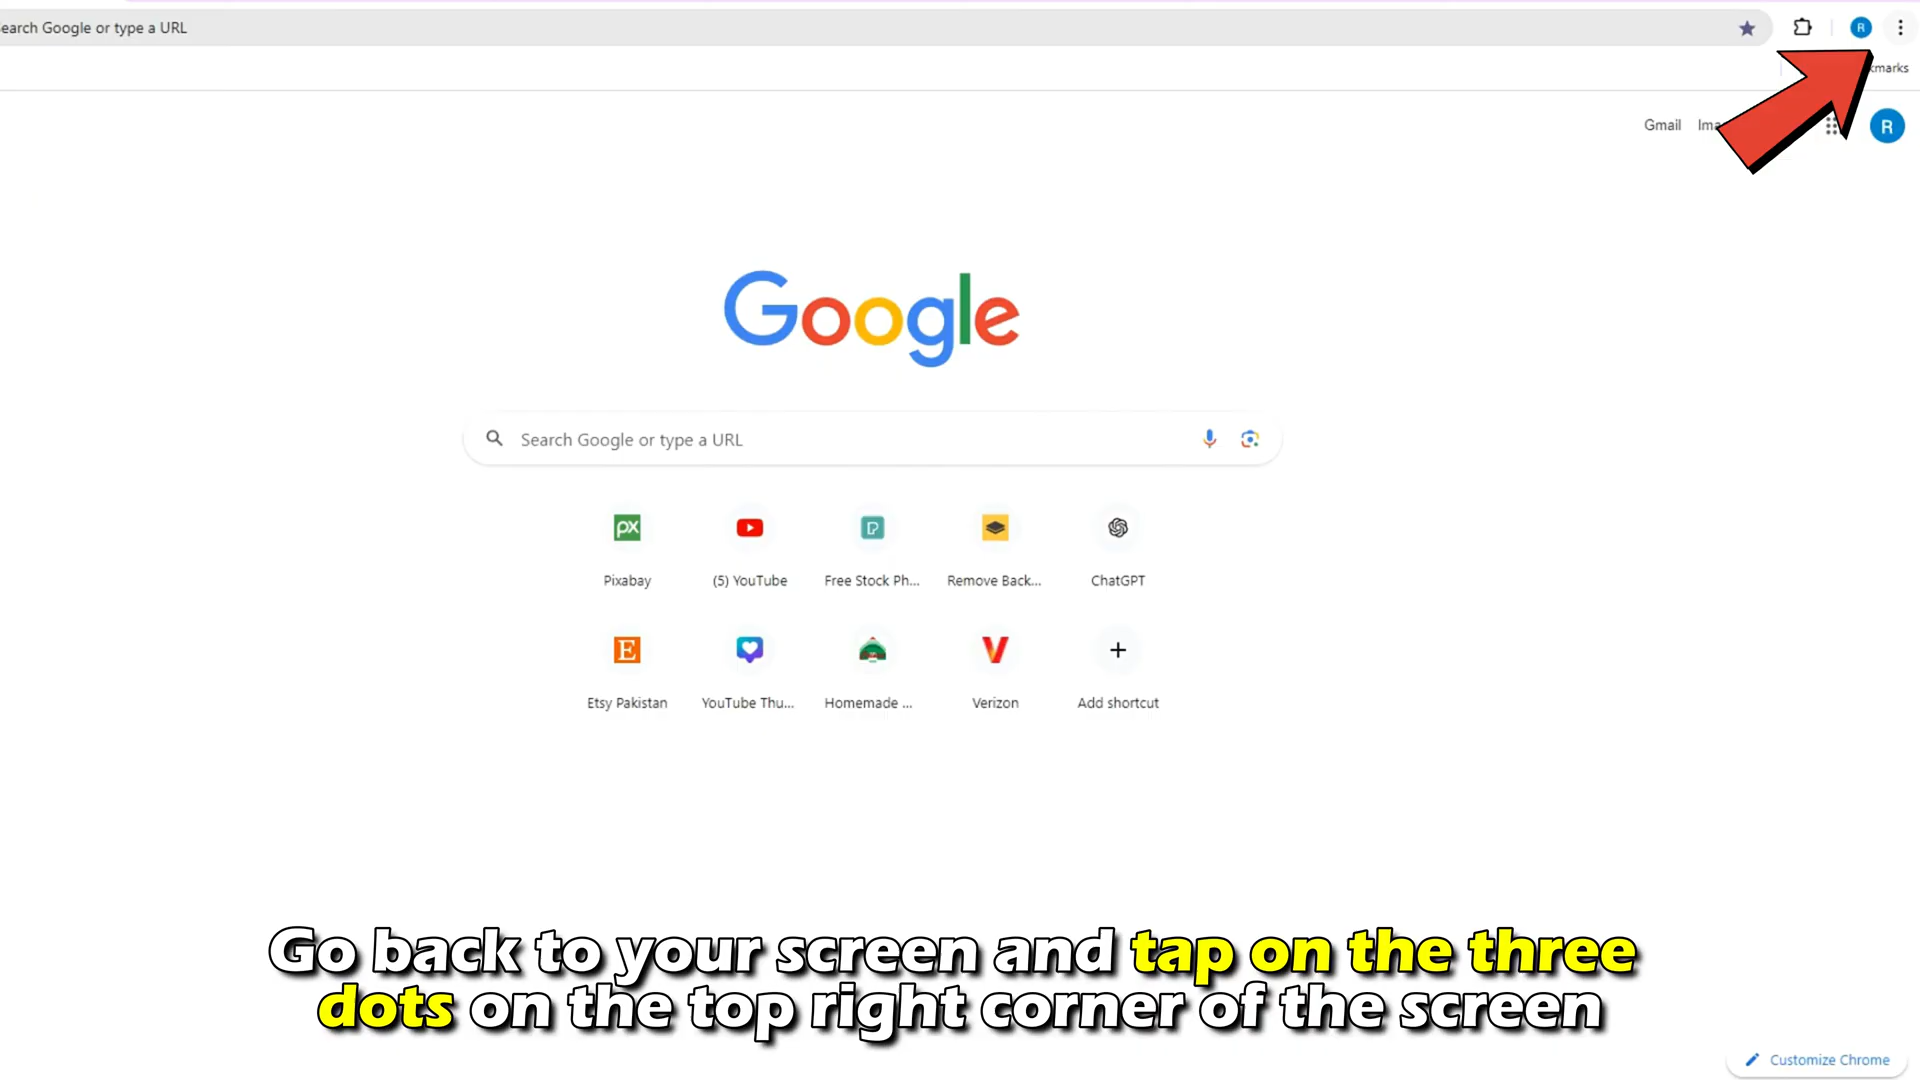 earch Google or type a URL
R
kmarks
Gmail
R
Google
Search Google or type a URL
Pixabay
(5) YouTube
Free Stock Ph...
Remove Back...
ChatGPT
Etsy Pakistan
YouTube Thu...
Homemade ...
Verizon
Add shortcut
Go back to your screen and tap on the three
dots on the top right corner of the screen
Customize Chrome